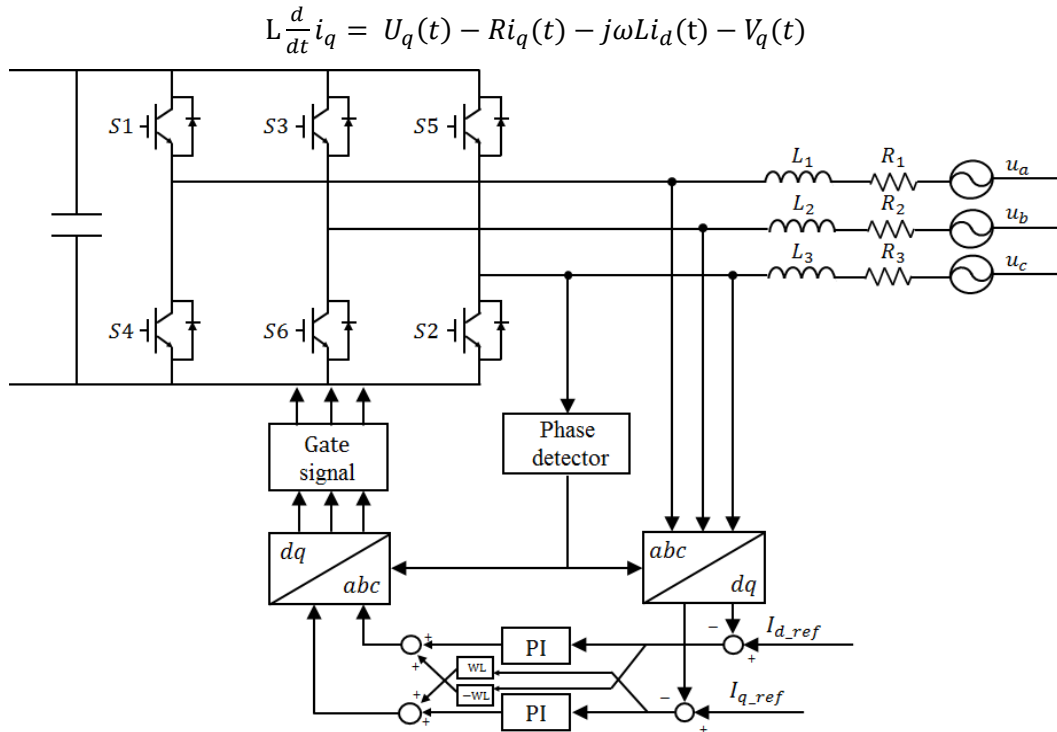 L d/dt i_q = U_q(t) − Ri_q(t) − jωLi_d(t) − V_q(t)
S1
S3
S5
L_1
R_1
u_a
L_2
R_2
u_b
L_3
R_3
u_c
S4
S6
S2
Gate
signal
Phase
detector
dq
abc
abc
dq
−
I_d_ref
+
PI
+
+
WL
−WL
+
+
PI
−
I_q_ref
+